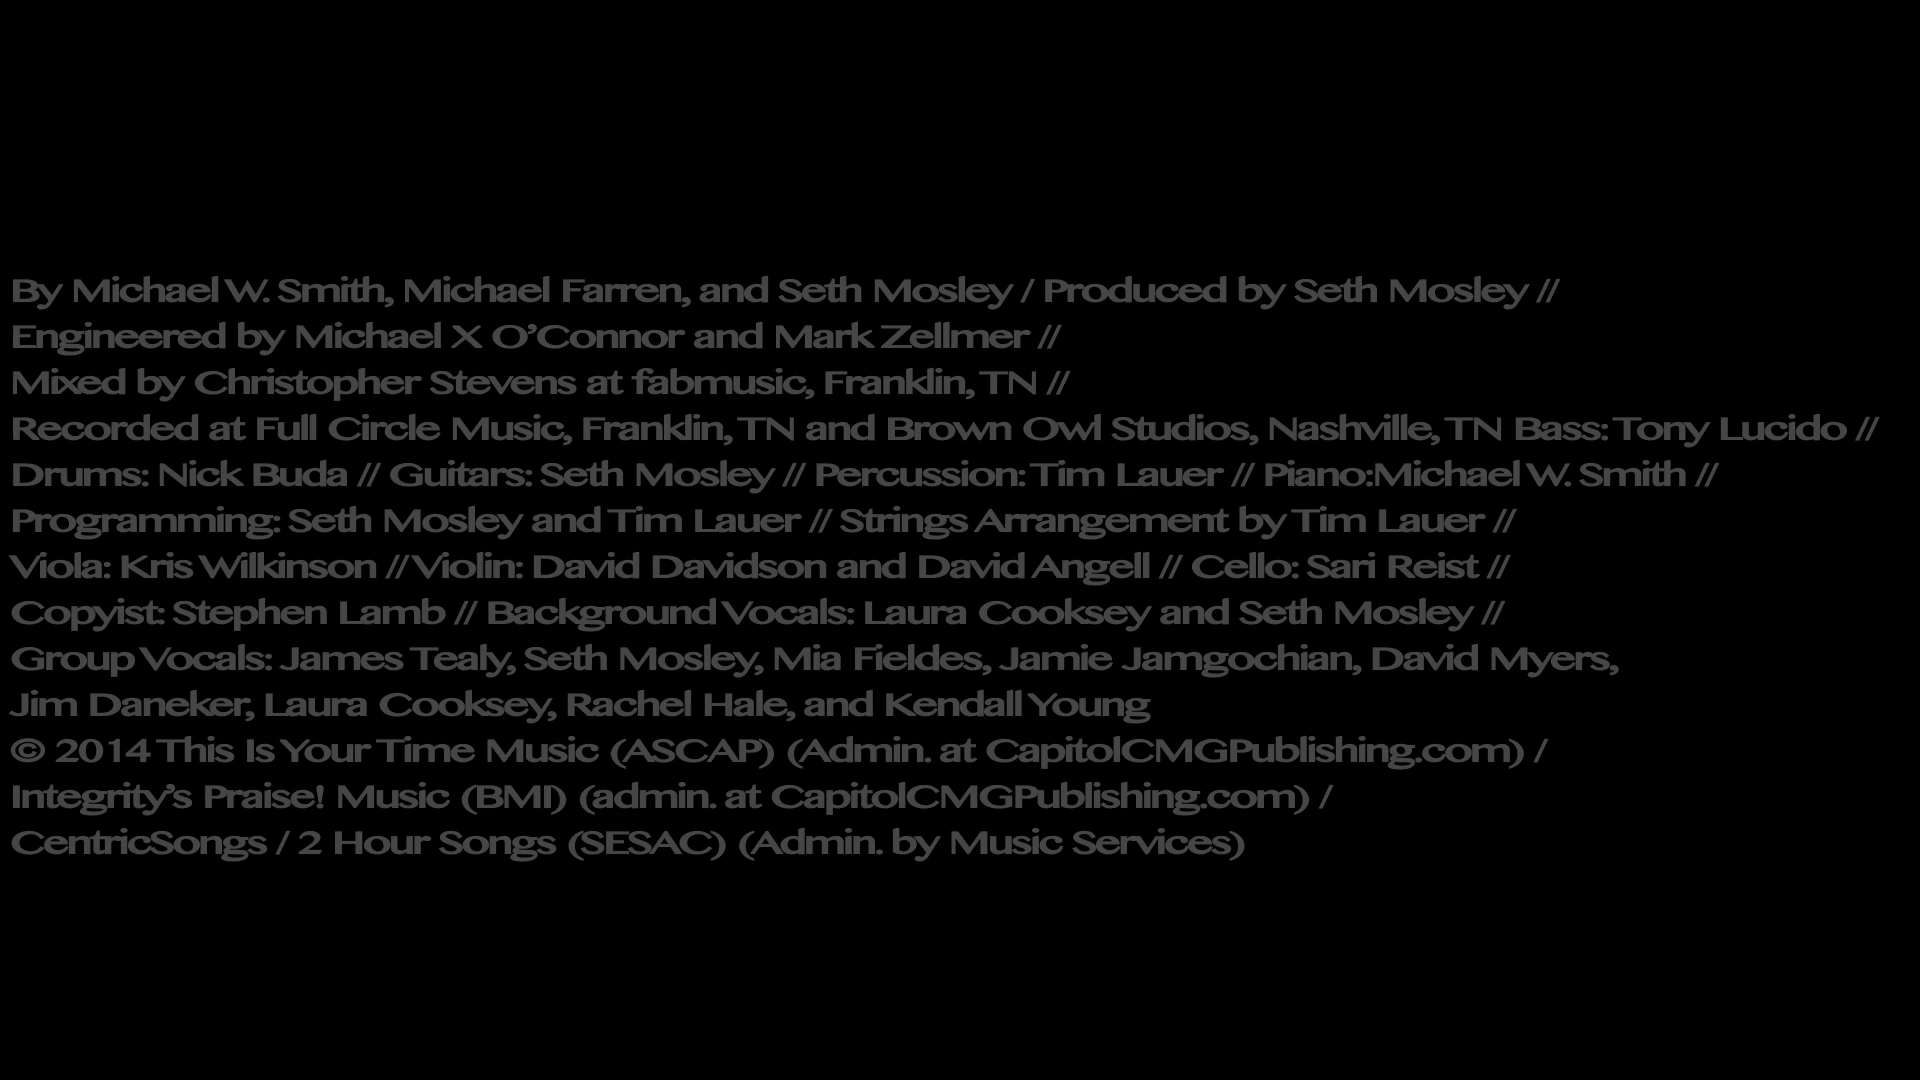 By Michael W. Smith, Michael Farren, and Seth Mosley / Produced by Seth Mosley //
Engineered by Michael X O’Connor and Mark Zellmer //
Mixed by Christopher Stevens at fabmusic, Franklin, TN //
Recorded at Full Circle Music, Franklin, TN and Brown Owl Studios, Nashville, TN Bass: Tony Lucido //
Drums: Nick Buda // Guitars: Seth Mosley // Percussion: Tim Lauer // Piano:Michael W. Smith //
Programming: Seth Mosley and Tim Lauer // Strings Arrangement by Tim Lauer //
Viola: Kris Wilkinson // Violin: David Davidson and David Angell // Cello: Sari Reist //
Copyist: Stephen Lamb // Background Vocals: Laura Cooksey and Seth Mosley //
Group Vocals: James Tealy, Seth Mosley, Mia Fieldes, Jamie Jamgochian, David Myers,
Jim Daneker, Laura Cooksey, Rachel Hale, and Kendall Young
© 2014 This Is Your Time Music (ASCAP) (Admin. at CapitolCMGPublishing.com) /
Integrity’s Praise! Music (BMI) (admin. at CapitolCMGPublishing.com) /
CentricSongs / 2 Hour Songs (SESAC) (Admin. by Music Services)